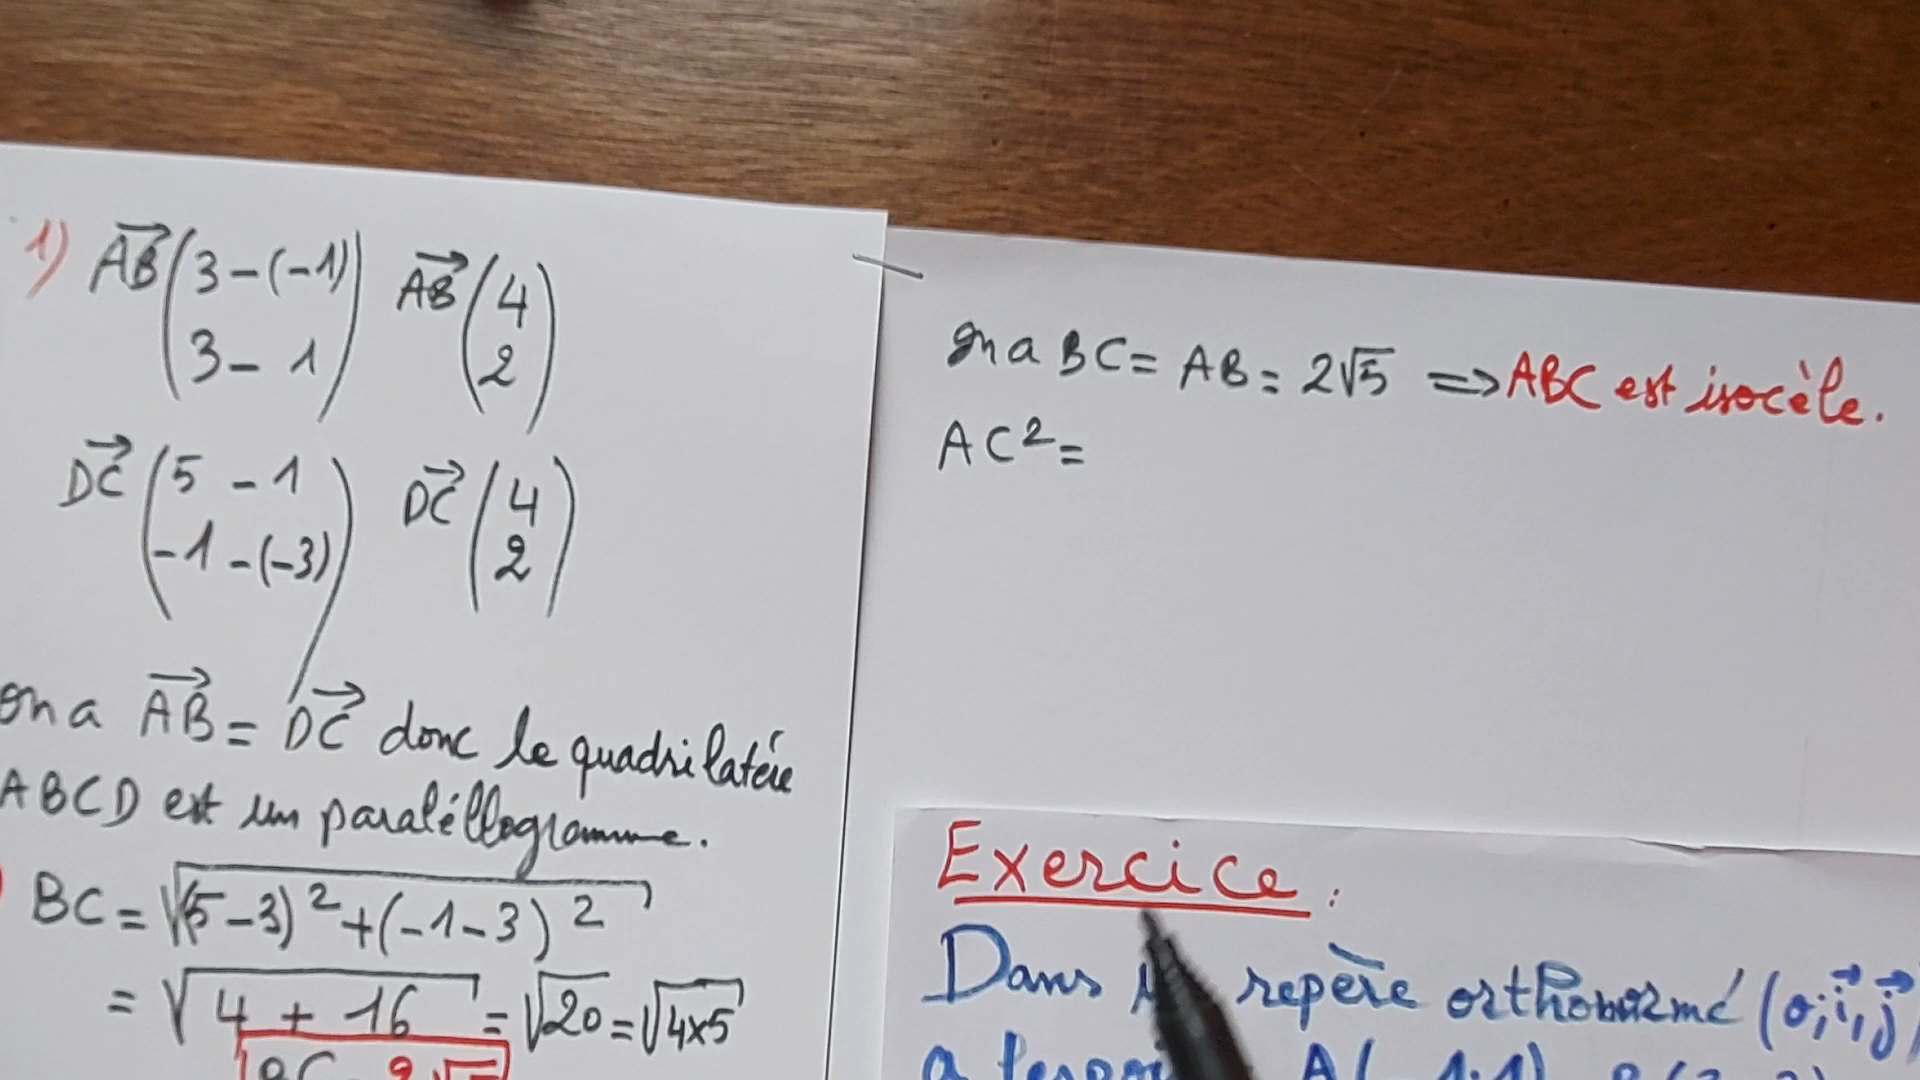 1) AB→ (3-(-1) AB→ (4
3-1) 2)
DC→ (5-1 DC→ (4
-1-(-3)) 2)
on a AB→ = DC→ donc le quadrilatère
ABCD est un paraléllogramme.
BC = √(5-3)² + (-1-3)²
= √4 + 16 = √20 = √4×5
on a BC = AB = 2√5 => ABC est isocèle.
AC² =
Exercice :
Dans repère orthonormé (o; i→, j→)